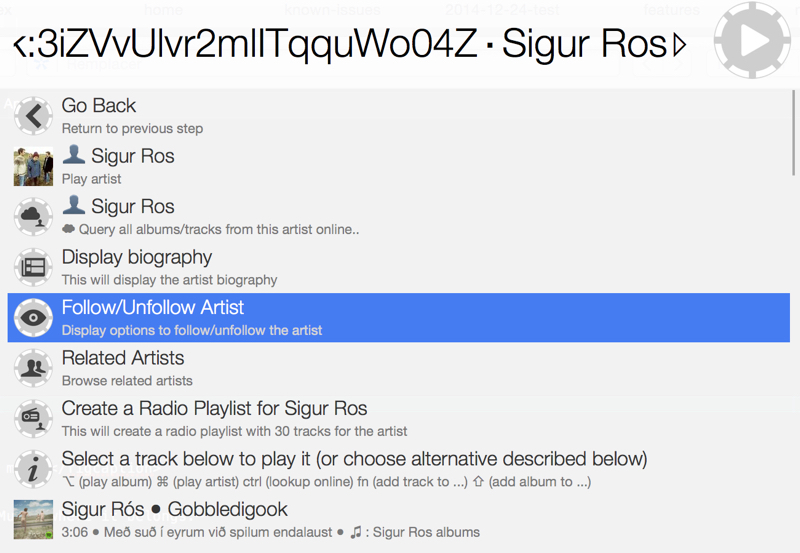 home known-issues 2014-12-24-test features
‹:3iZVvUlvr2mIITqquWo04Z · Sigur Ros▷
Go Back
Return to previous step
Sigur Ros
Play artist
Sigur Ros
Query all albums/tracks from this artist online..
Display biography
This will display the artist biography
Follow/Unfollow Artist
Display options to follow/unfollow the artist
Related Artists
Browse related artists
Create a Radio Playlist for Sigur Ros
This will create a radio playlist with 30 tracks for the artist
Select a track below to play it (or choose alternative described below)
⌥ (play album) ⌘ (play artist) ctrl (lookup online) fn (add track to ...) ⇧ (add album to ...)
Sigur Rós ● Gobbledigook
3:06 ● Með suð í eyrum við spilum endalaust ● ♫ : Sigur Ros albums